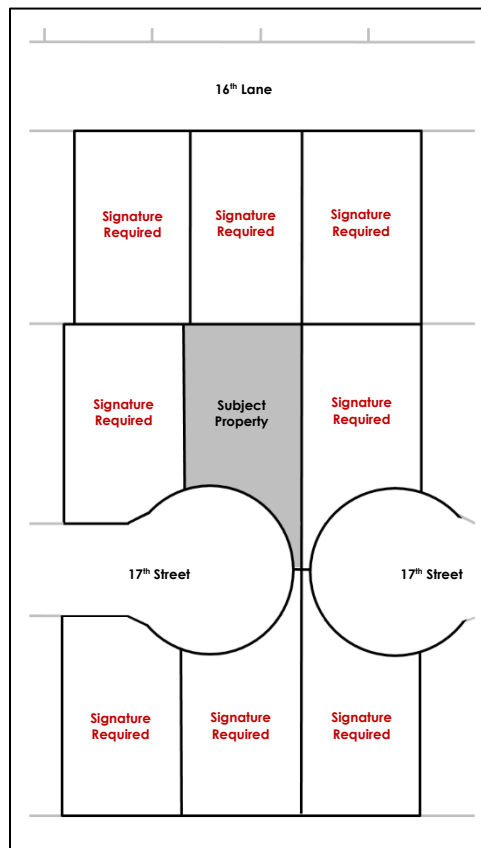 16th Lane
Signature
Required
Signature
Required
Signature
Required
Signature
Required
Subject
Property
Signature
Required
17th Street
17th Street
Signature
Required
Signature
Required
Signature
Required